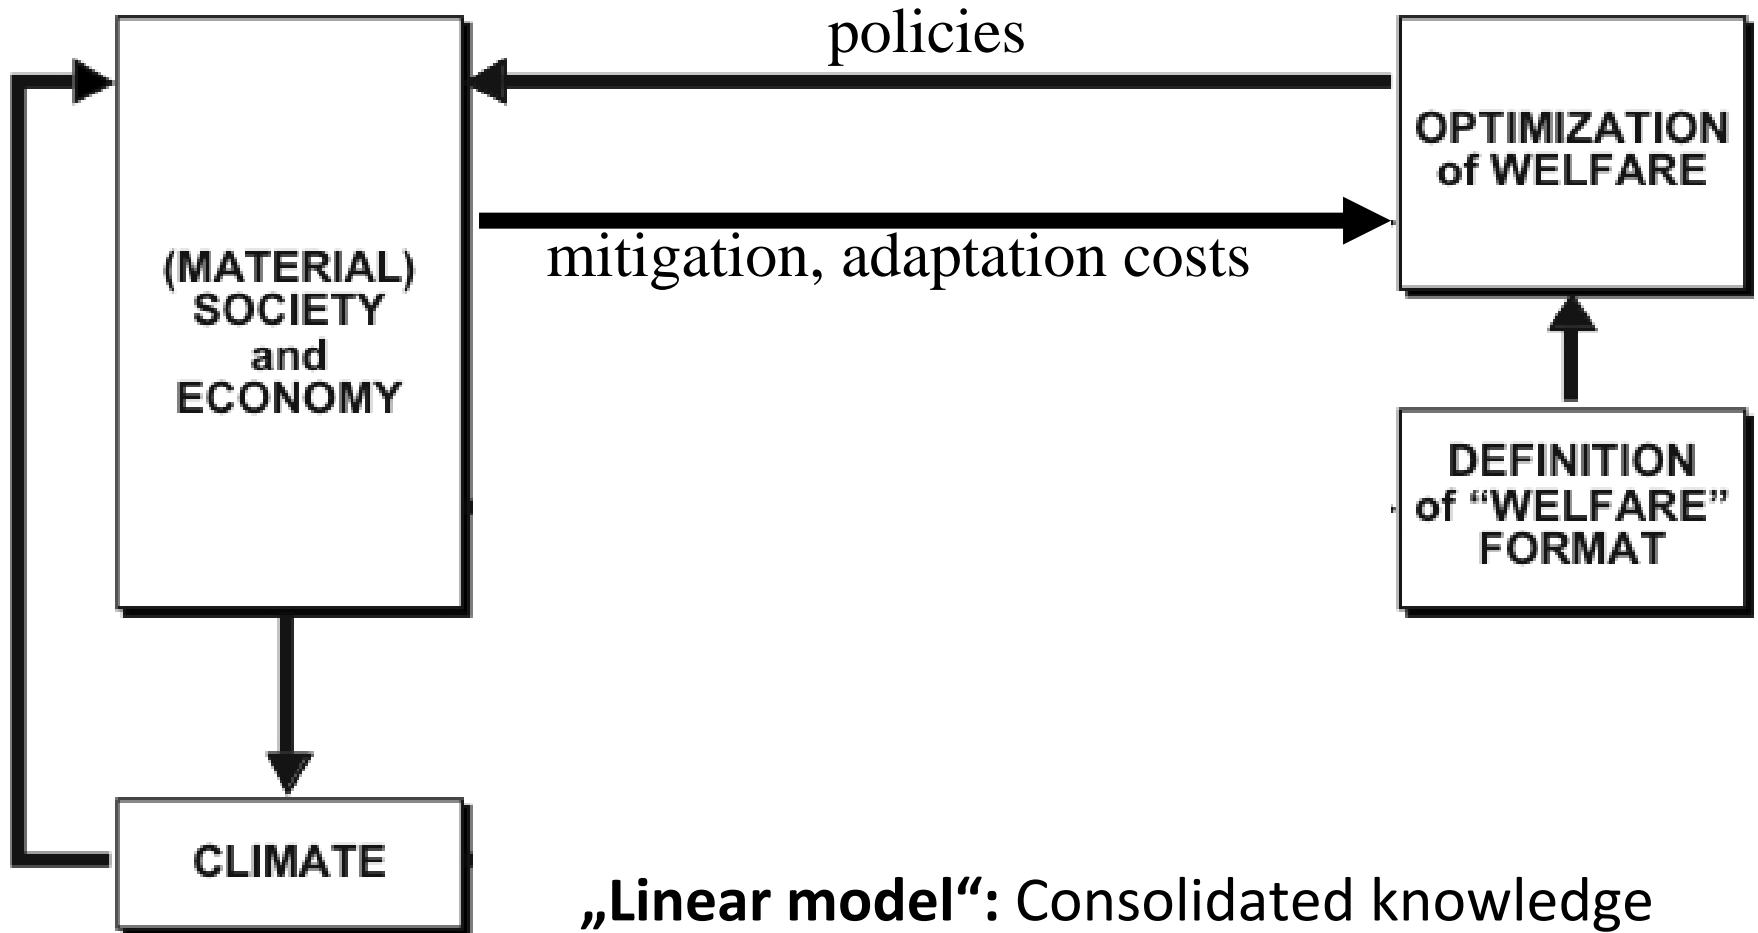 policies
OPTIMIZATION
of WELFARE
mitigation, adaptation costs
(MATERIAL)
SOCIETY
and
ECONOMY
DEFINITION
of “WELFARE”
FORMAT
CLIMATE
„Linear model“: Consolidated knowledge